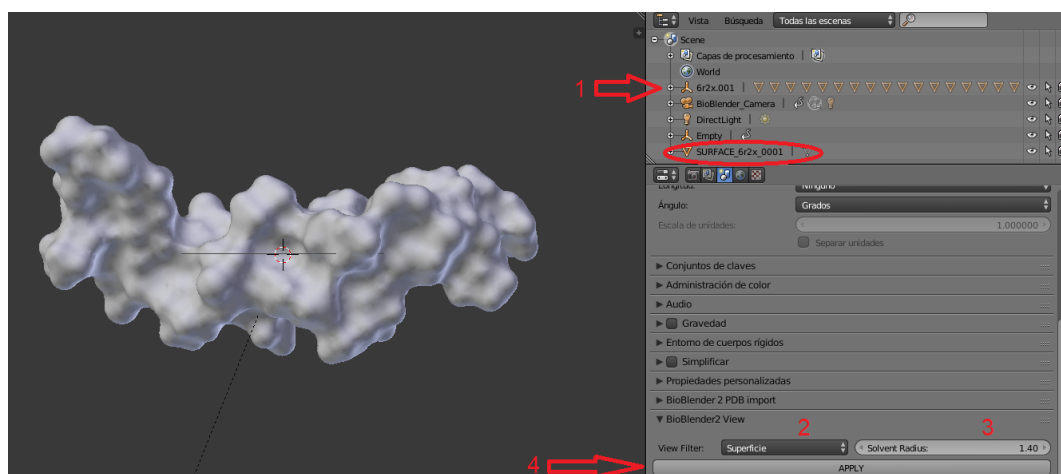 Vista Búsqueda Todas las escenas
Scene
Capas de procesamiento |
World
1
6r2x.001 |
BioBlender_Camera |
DirectLight |
Empty |
SURFACE_6r2x_0001 |
Longitud: Ninguno
Ángulo: Grados
Escala de unidades: 1.000000
Separar unidades
Conjuntos de claves
Administración de color
Audio
Gravedad
Entorno de cuerpos rígidos
Simplificar
Propiedades personalizadas
BioBlender 2 PDB import
BioBlender2 View
2 3
View Filter: Superficie Solvent Radius: 1.40
4
APPLY